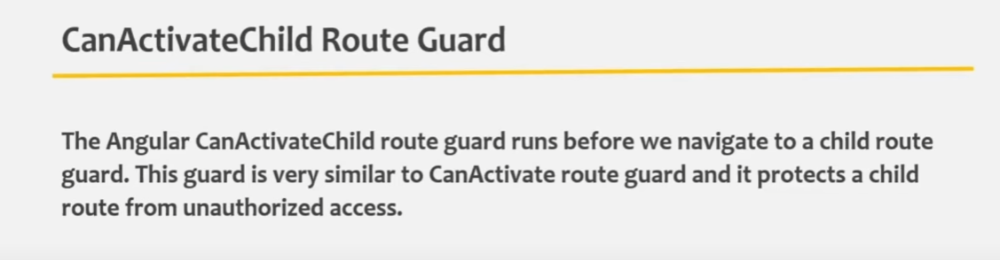 CanActivateChild Route Guard
The Angular CanActivateChild route guard runs before we navigate to a child route
guard. This guard is very similar to CanActivate route guard and it protects a child
route from unauthorized access.